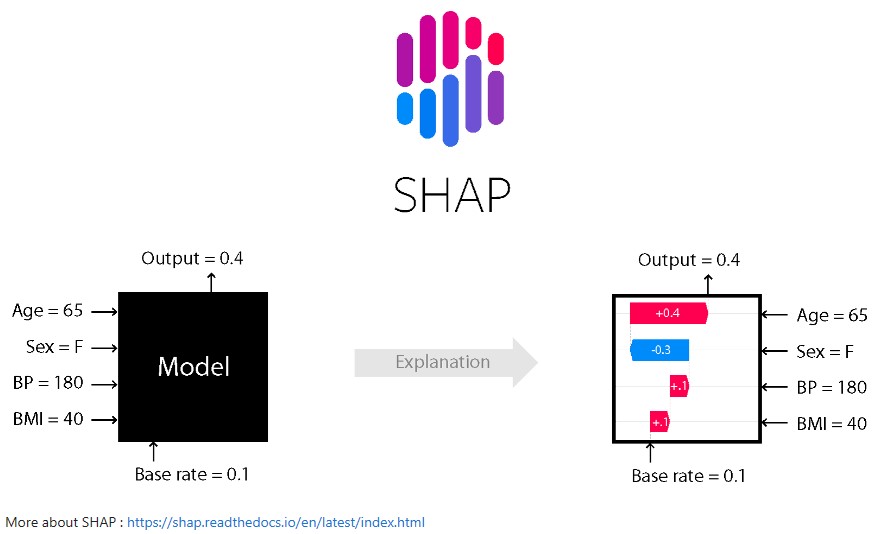 SHAP
Output = 0.4
Age = 65
Sex = F
BP = 180
BMI = 40
Model
Base rate = 0.1
Explanation
Output = 0.4
+0.4
-0.3
+.1
+.1
Age = 65
Sex = F
BP = 180
BMI = 40
Base rate = 0.1
More about SHAP : https://shap.readthedocs.io/en/latest/index.html